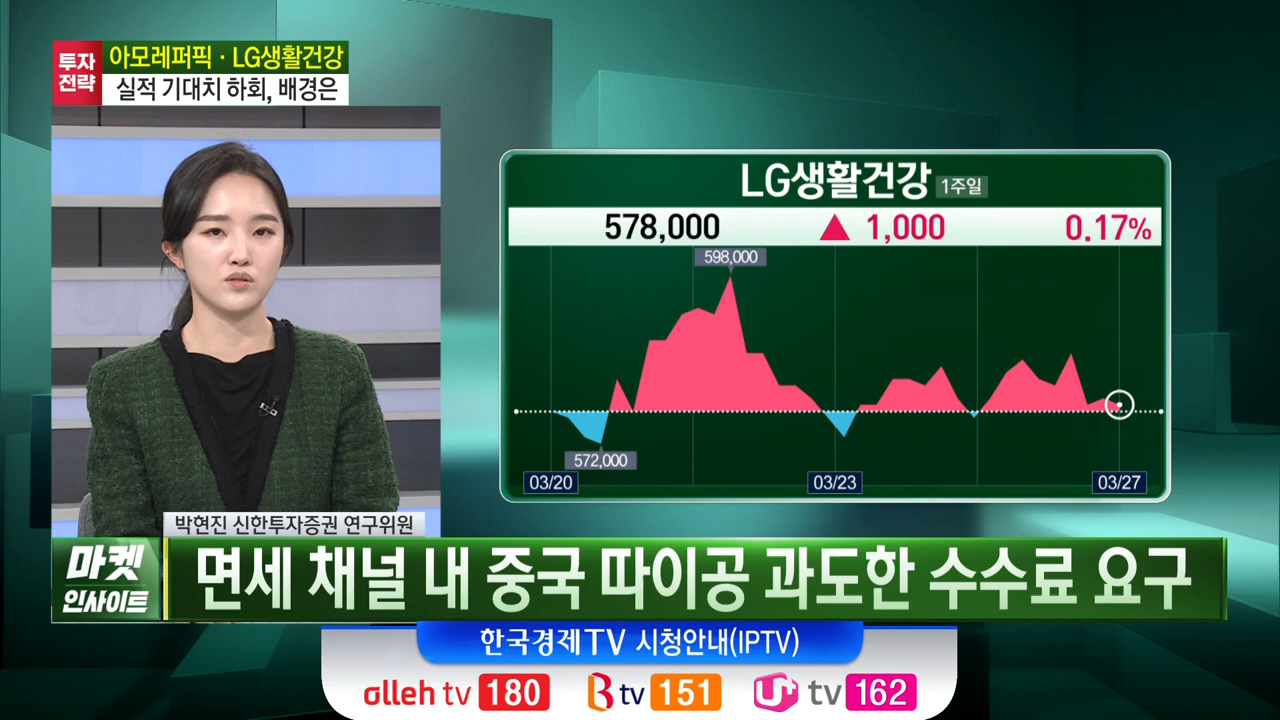 투자
전략
아모레퍼픽 · LG생활건강
실적 기대치 하회, 배경은
LG생활건강 1주일
578,000 ▲ 1,000 0.17%
598,000
572,000
03/20 03/23 03/27
박현진 신한투자증권 연구위원
마켓
인사이트
면세 채널 내 중국 따이공 과도한 수수료 요구
한국경제TV 시청안내(IPTV)
olleh tv 180 B tv 151 U+ tv 162